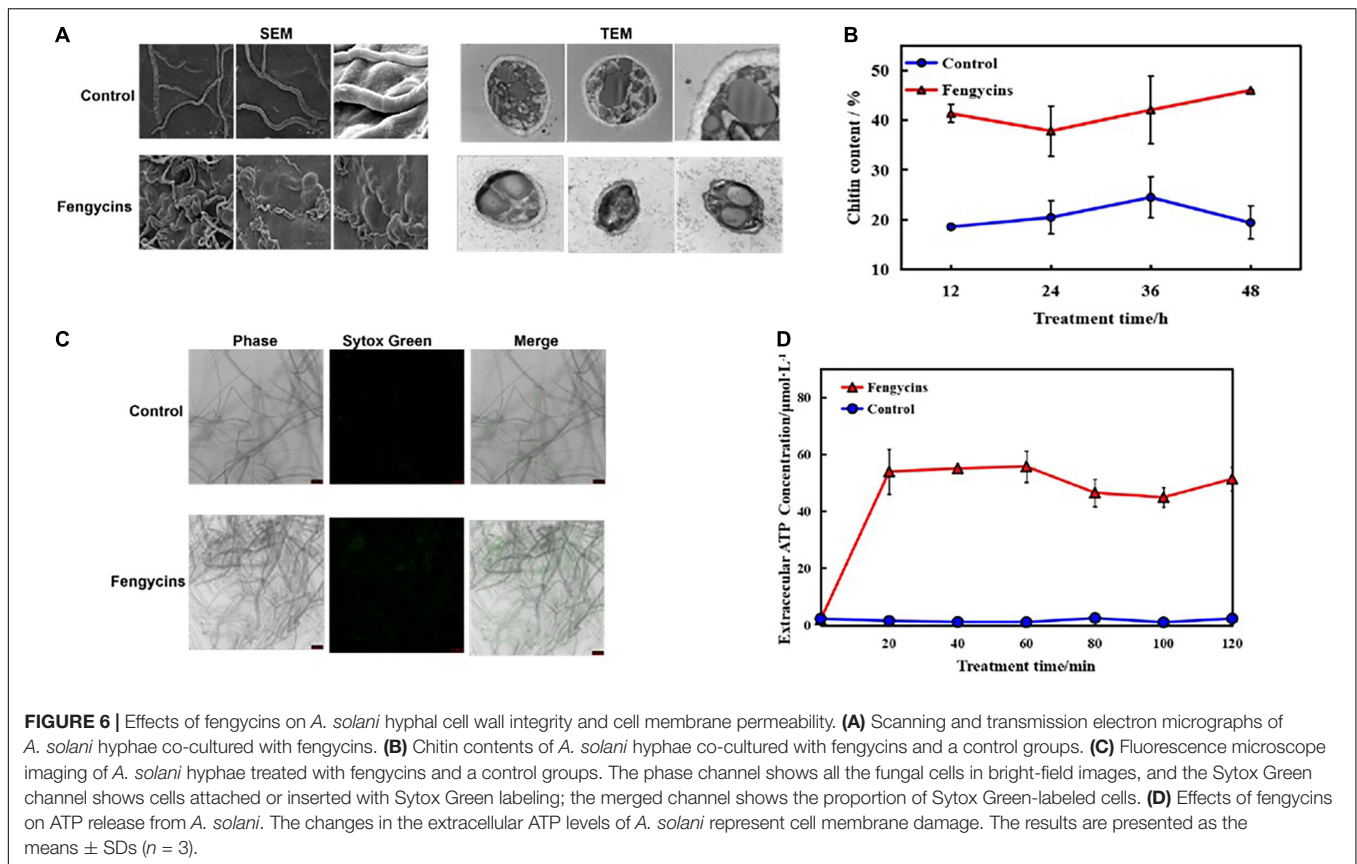 A
SEM
TEM
Control
Fengycins
B
Control
Fengycins
Chitin content / %
50
40
30
20
10
12 24 36 48
Treatment time/h
C
Phase Sytox Green Merge
Control
Fengycins
D
Extracecular ATP Concentration/μmol·L-1
Fengycins
Control
80
60
40
20
0
20 40 60 80 100 120
Treatment time/min
FIGURE 6 | Effects of fengycins on A. solani hyphal cell wall integrity and cell membrane permeability. (A) Scanning and transmission electron micrographs of
A. solani hyphae co-cultured with fengycins. (B) Chitin contents of A. solani hyphae co-cultured with fengycins and a control groups. (C) Fluorescence microscope
imaging of A. solani hyphae treated with fengycins and a control groups. The phase channel shows all the fungal cells in bright-field images, and the Sytox Green
channel shows cells attached or inserted with Sytox Green labeling; the merged channel shows the proportion of Sytox Green-labeled cells. (D) Effects of fengycins
on ATP release from A. solani. The changes in the extracellular ATP levels of A. solani represent cell membrane damage. The results are presented as the
means ± SDs (n = 3).